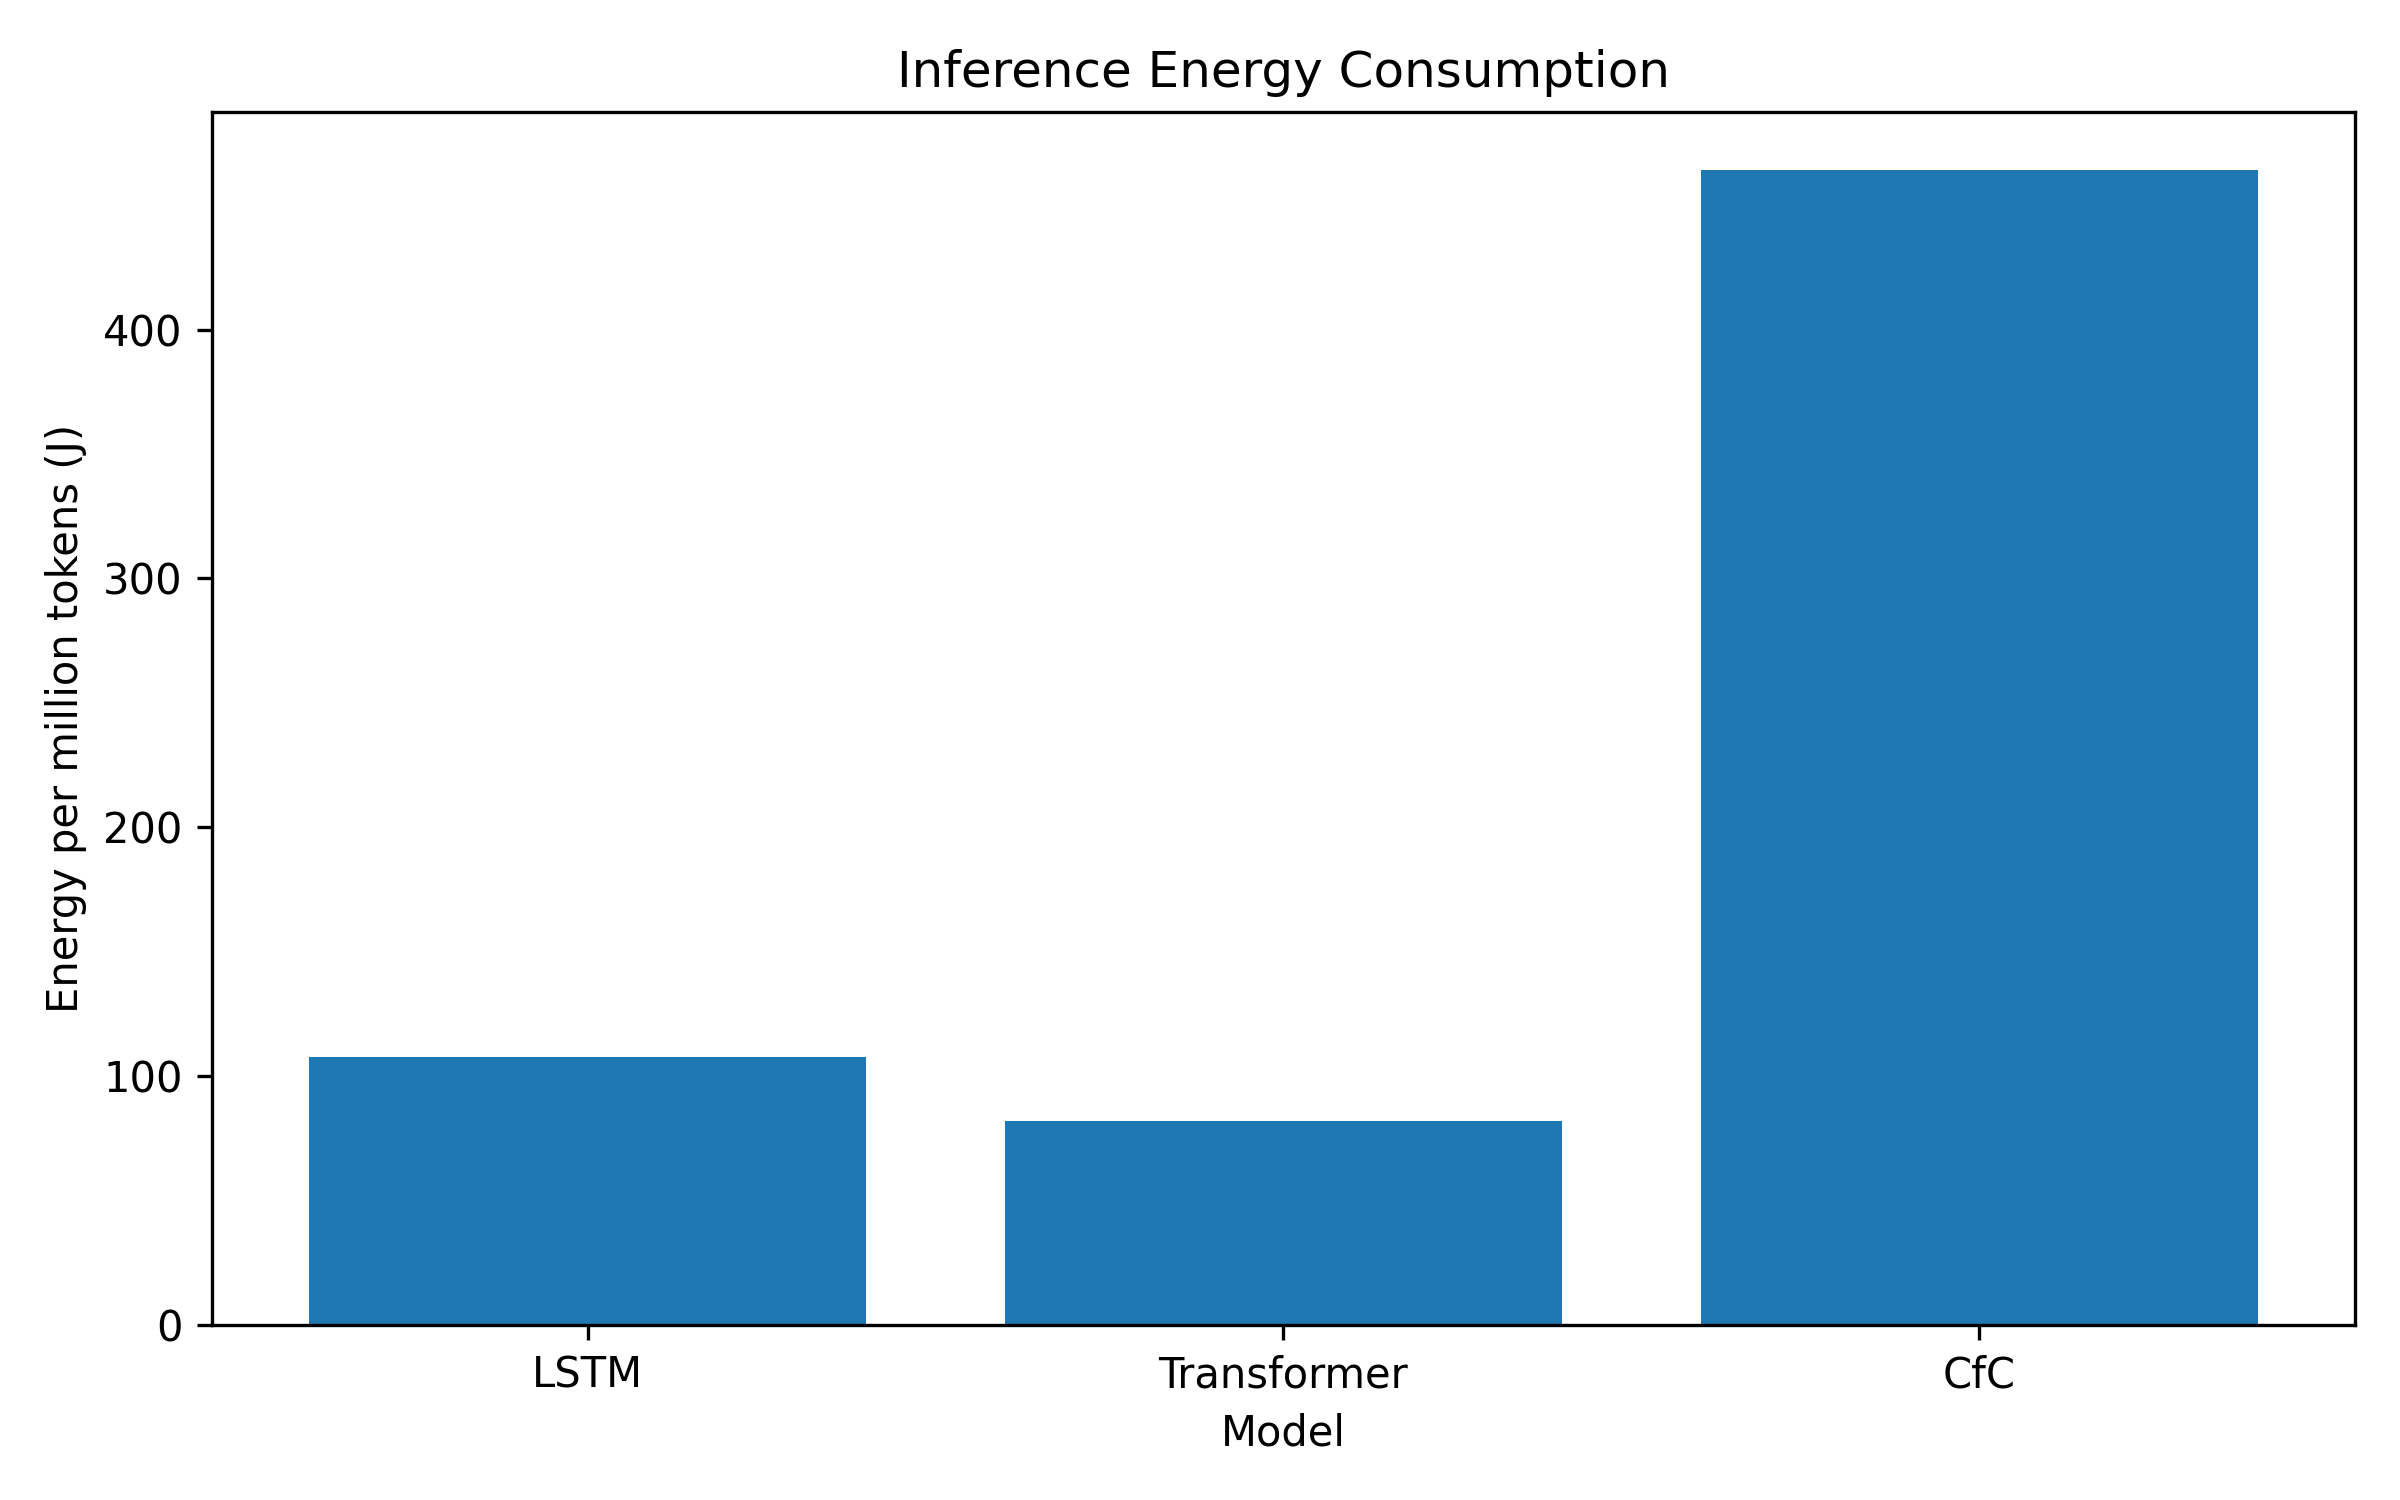 Inference Energy Consumption
Energy per million tokens (J)
400
300
200
100
0
LSTM
Transformer
CfC
Model